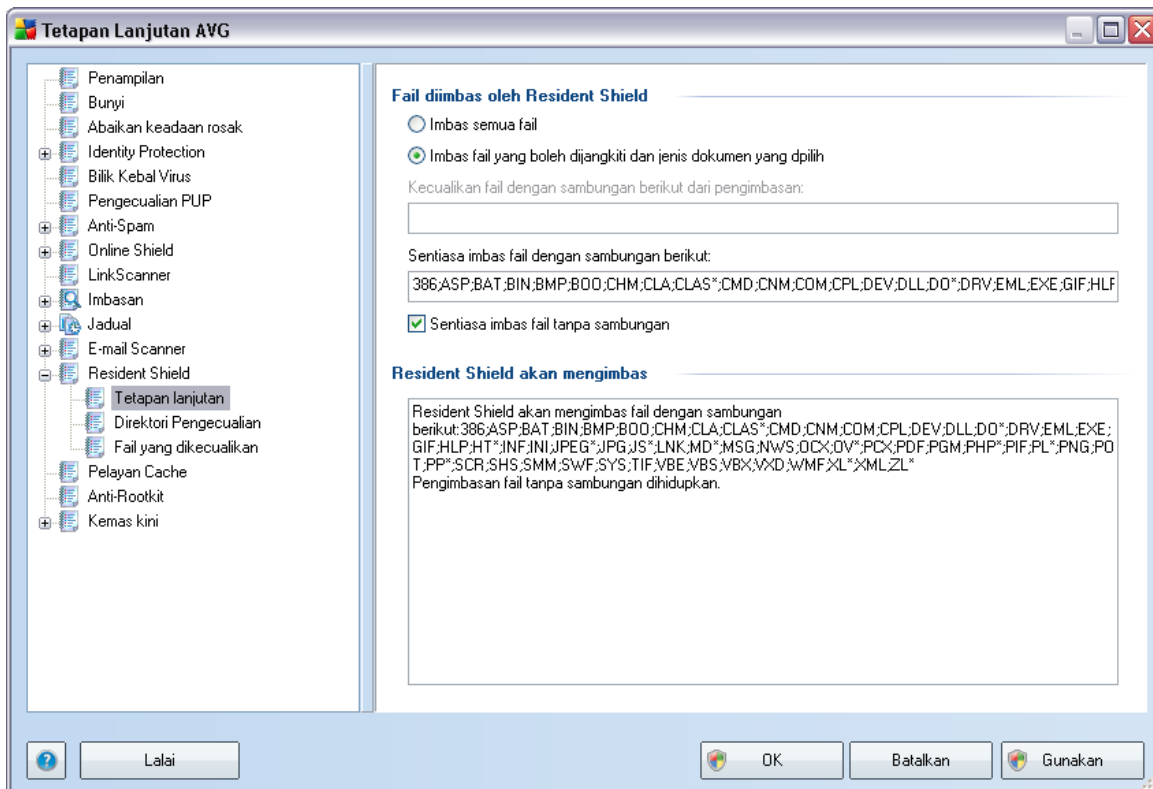 Tetapan Lanjutan AVG
Penampilan
Bunyi
Abaikan keadaan rosak
Identity Protection
Bilik Kebal Virus
Pengecualian PUP
Anti-Spam
Online Shield
LinkScanner
Imbasan
Jadual
E-mail Scanner
Resident Shield
Tetapan lanjutan
Direktori Pengecualian
Fail yang dikecualikan
Pelayan Cache
Anti-Rootkit
Kemas kini
Fail diimbas oleh Resident Shield
Imbas semua fail
Imbas fail yang boleh dijangkiti dan jenis dokumen yang dpilih
Kecualikan fail dengan sambungan berikut dari pengimbasan:
Sentiasa imbas fail dengan sambungan berikut:
386;ASP;BAT;BIN;BMP;BOO;CHM;CLA;CLAS*;CMD;CNM;COM;CPL;DEV;DLL;DO*;DRV;EML;EXE;GIF;HLF
Sentiasa imbas fail tanpa sambungan
Resident Shield akan mengimbas
Resident Shield akan mengimbas fail dengan sambungan
berikut:386;ASP;BAT;BIN;BMP;BOO;CHM;CLA;CLAS*;CMD;CNM;COM;CPL;DEV;DLL;DO*;DRV;EML;EXE;
GIF;HLP;HT*;INF;INI;JPEG*;JPG;JS*;LNK;MD*;MSG;NWS;OCX;OV*;PCX;PDF;PGM;PHP*;PIF;PL*;PNG;PO
T;PP*;SCR;SHS;SMM;SWF;SYS;TIF;VBE;VBS;VBX;VXD;WMF;XL*;XML;ZL*
Pengimbasan fail tanpa sambungan dihidupkan.
Lalai
OK
Batalkan
Gunakan